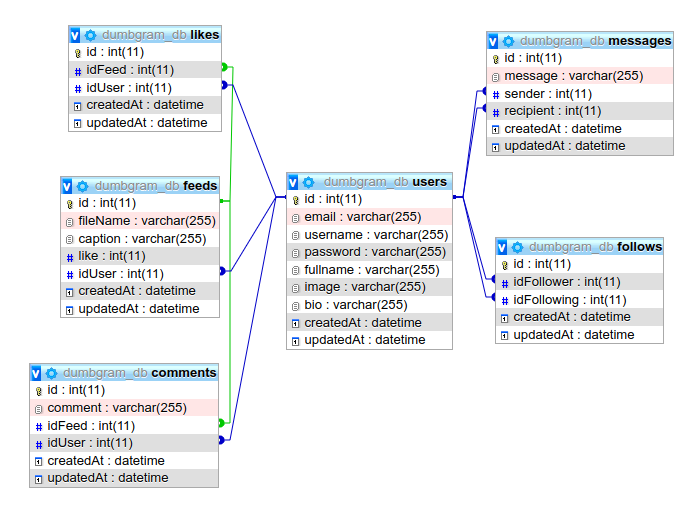 dumbgram_db likes
id : int(11)
idFeed : int(11)
idUser : int(11)
createdAt : datetime
updatedAt : datetime
dumbgram_db feeds
id : int(11)
fileName : varchar(255)
caption : varchar(255)
like : int(11)
idUser : int(11)
createdAt : datetime
updatedAt : datetime
dumbgram_db comments
id : int(11)
comment : varchar(255)
idFeed : int(11)
idUser : int(11)
createdAt : datetime
updatedAt : datetime
dumbgram_db users
id : int(11)
email : varchar(255)
username : varchar(255)
password : varchar(255)
fullname : varchar(255)
image : varchar(255)
bio : varchar(255)
createdAt : datetime
updatedAt : datetime
dumbgram_db messages
id : int(11)
message : varchar(255)
sender : int(11)
recipient : int(11)
createdAt : datetime
updatedAt : datetime
dumbgram_db follows
id : int(11)
idFollower : int(11)
idFollowing : int(11)
createdAt : datetime
updatedAt : datetime